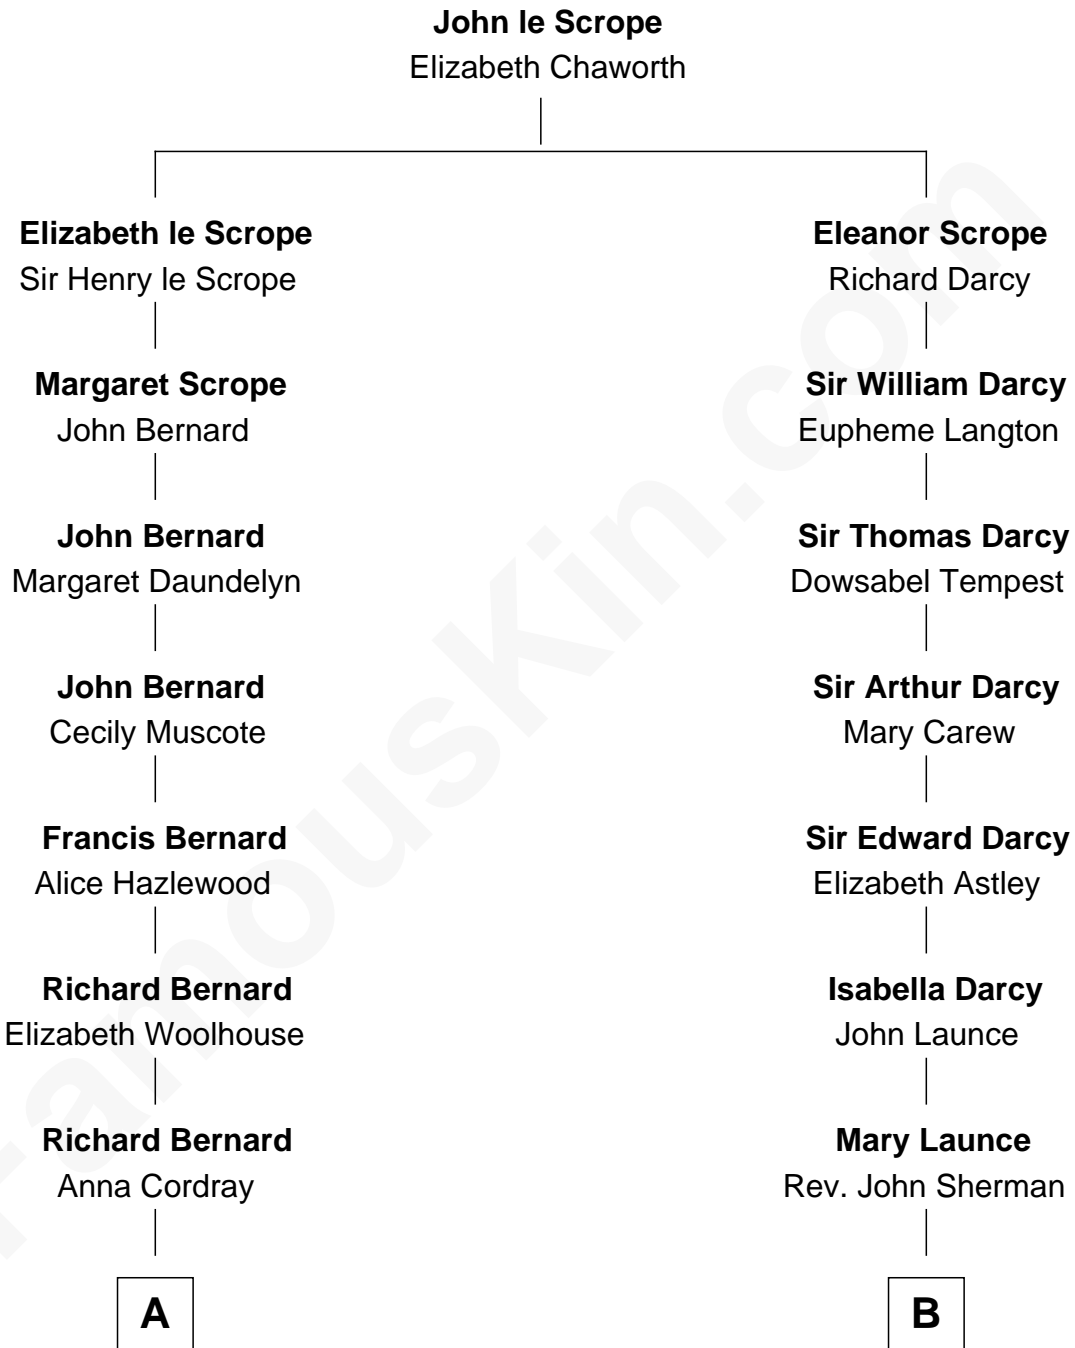 John le Scrope
Elizabeth Chaworth
Elizabeth le Scrope
Sir Henry le Scrope
Eleanor Scrope
Richard Darcy
Margaret Scrope
John Bernard
Sir William Darcy
Eupheme Langton
John Bernard
Margaret Daundelyn
Sir Thomas Darcy
Dowsabel Tempest
John Bernard
Cecily Muscote
Sir Arthur Darcy
Mary Carew
Francis Bernard
Alice Hazlewood
Sir Edward Darcy
Elizabeth Astley
Richard Bernard
Elizabeth Woolhouse
Isabella Darcy
John Launce
Richard Bernard
Anna Cordray
Mary Launce
Rev. John Sherman
A
B
FamousKin.com